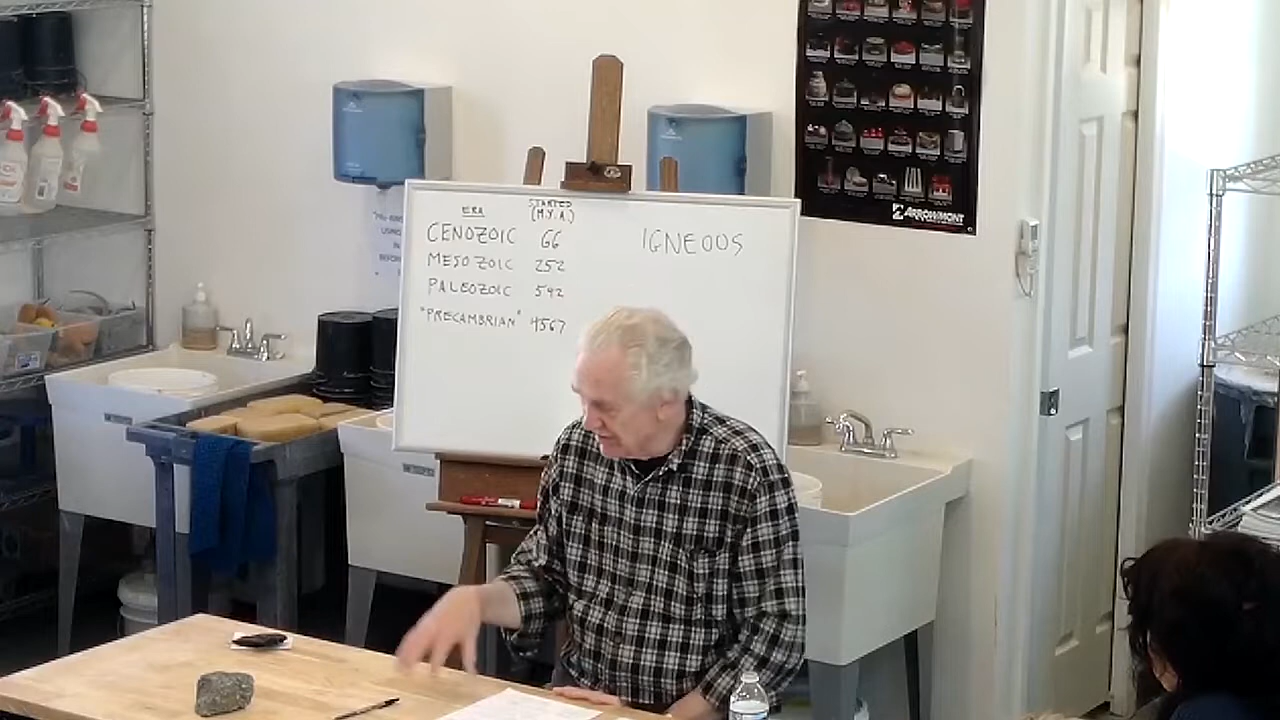 ERA STARTED
(M.Y.A.)
CENOZOIC 66
MESOZOIC 252
PALEOZOIC 542
"PRECAMBRIAN" 4567
IGNEOUS
ARROWMONT